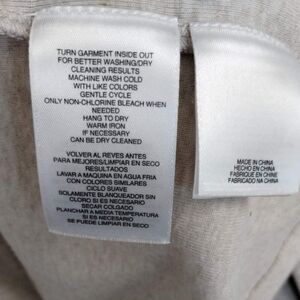 TURN GARMENT INSIDE OUT
FOR BETTER WASHING/DRY
CLEANING RESULTS
MACHINE WASH COLD
WITH LIKE COLORS
GENTLE CYCLE
ONLY NON-CHLORINE BLEACH WHEN
NEEDED
HANG TO DRY
WARM IRON
IF NECESSARY
CAN BE DRY CLEANED
VOLVER AL REVES ANTES
PARA MEJORES/LIMPIAR EN SECO
RESULTADOS
LAVAR A MAQUINA EN AGUA FRIA
CON COLORES SIMILARES
CICLO SUAVE
SOLAMENTE BLANQUEADOR SIN
CLORO SI ES NECESARIO
SECAR COLGADO
PLANCHAR A MEDIA TEMPERATURA
SI ES NECESARIO
SE PUEDE LIMPIAR EN SECO
MADE IN CHINA
HECHO EN CHINA
FABRIQUE EN CHINE
FABRICADO NA CHINA